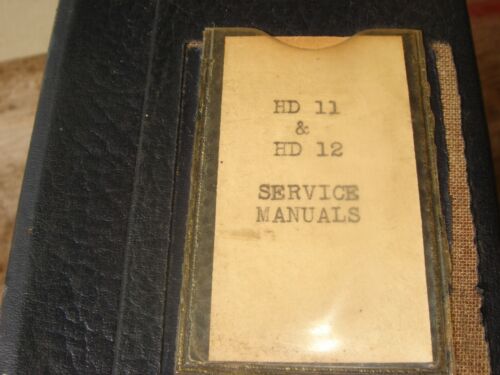 HD 11
&
HD 12
SERVICE
MANUALS